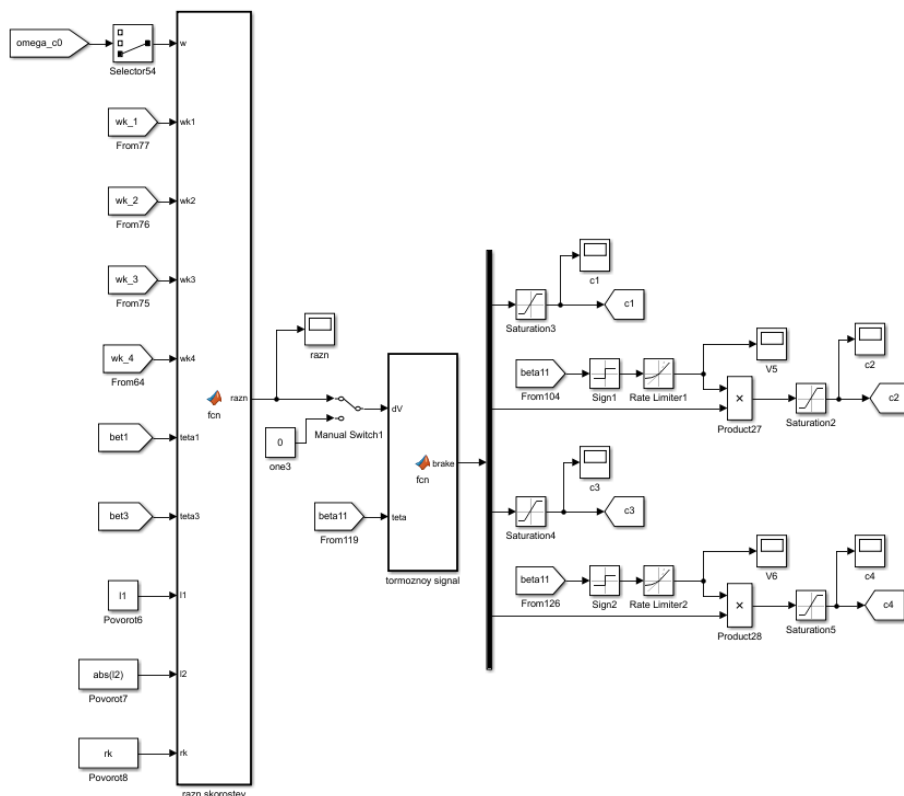 omega_c0
Selector54
w
wk_1
wk1
From77
wk_2
wk2
From76
wk_3
wk3
From75
wk_4
wk4
From64
fcn
razn
razn
bet1
teta1
bet3
teta3
l1
l1
Povorot6
abs(l2)
l2
Povorot7
rk
rk
Povorot8
razn skorostey
Manual Switch1
0
one3
dV
fcn
brake
beta11
teta
From119
tormoznoy signal
c1
Saturation3
c1
beta11
From104
Sign1
Rate Limiter1
V5
×
Product27
Saturation2
c2
c2
c3
Saturation4
c3
beta11
From126
Sign2
Rate Limiter2
V6
×
Product28
Saturation5
c4
c4